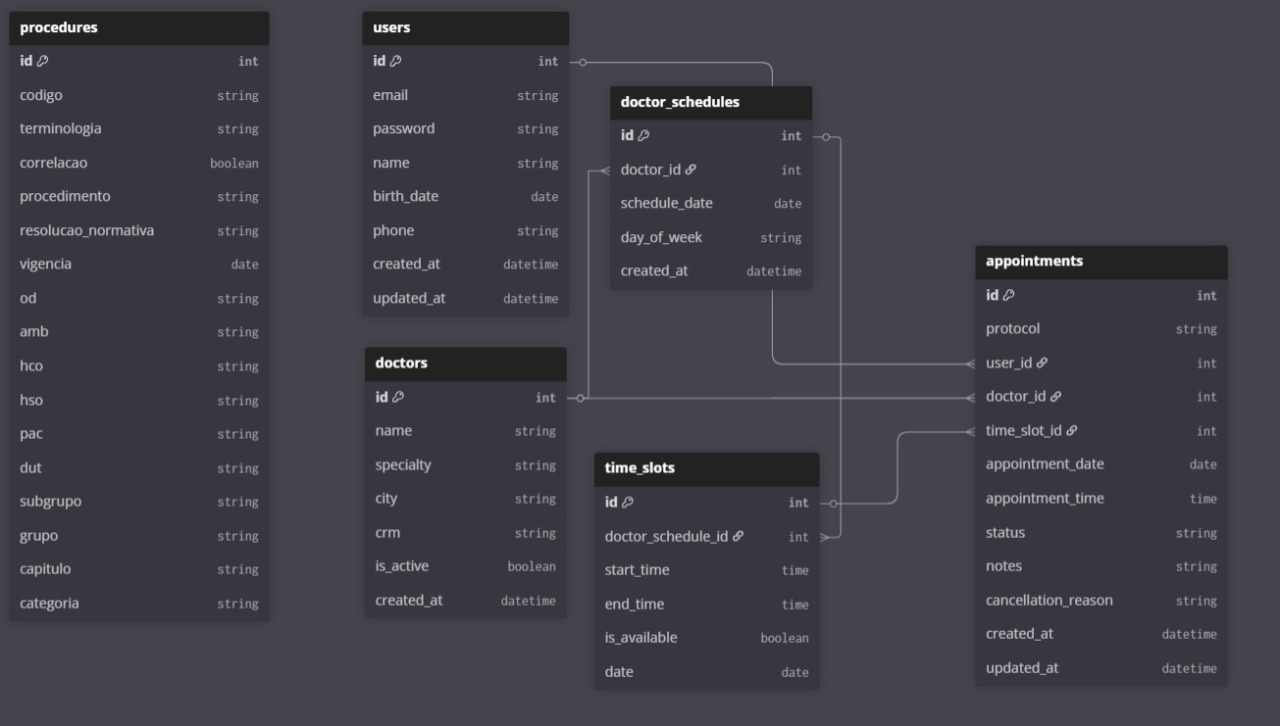 procedures
id int
codigo string
terminologia string
correlacao boolean
procedimento string
resolucao_normativa string
vigencia date
od string
amb string
hco string
hso string
pac string
dut string
subgrupo string
grupo string
capitulo string
categoria string
users
id int
email string
password string
name string
birth_date date
phone string
created_at datetime
updated_at datetime
doctors
id int
name string
specialty string
city string
crm string
is_active boolean
created_at datetime
doctor_schedules
id int
doctor_id int
schedule_date date
day_of_week string
created_at datetime
time_slots
id int
doctor_schedule_id int
start_time time
end_time time
is_available boolean
date date
appointments
id int
protocol string
user_id int
doctor_id int
time_slot_id int
appointment_date date
appointment_time time
status string
notes string
cancellation_reason string
created_at datetime
updated_at datetime